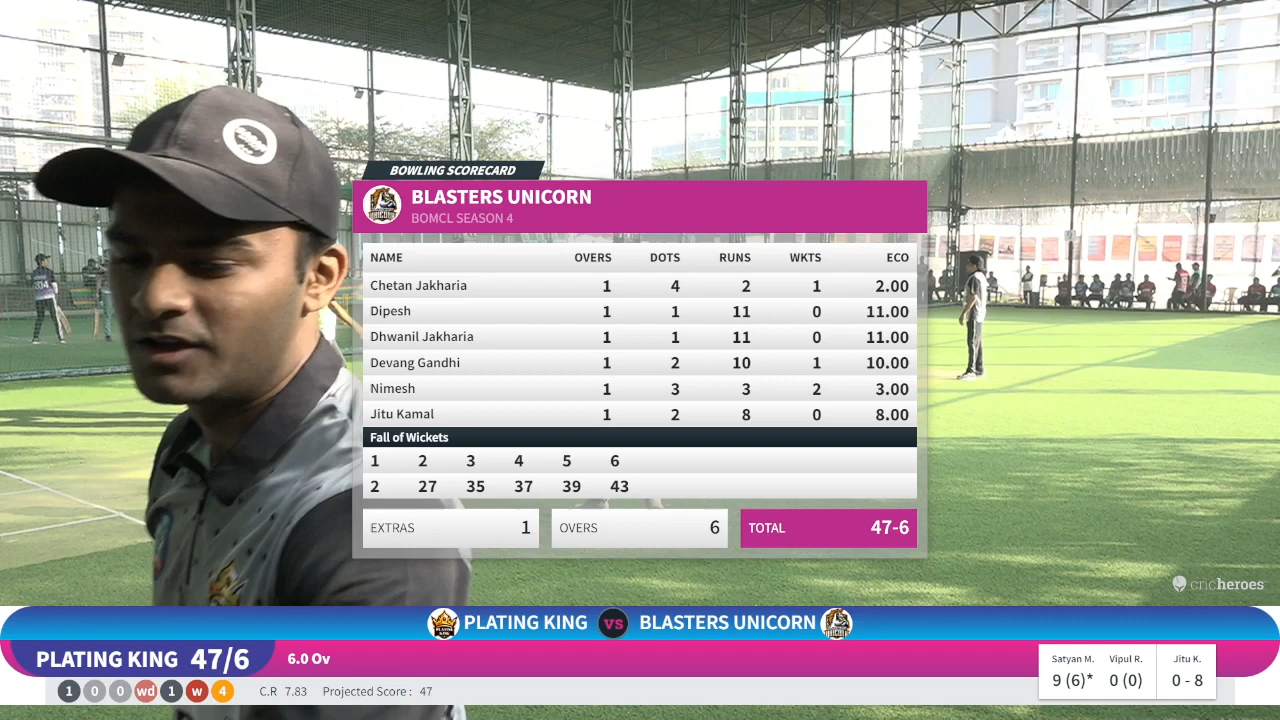 BOWLING SCORECARD
BLASTERS UNICORN
BOMCL SEASON 4
NAME OVERS DOTS RUNS WKTS ECO
Chetan Jakharia 1 4 2 1 2.00
Dipesh 1 1 11 0 11.00
Dhwanil Jakharia 1 1 11 0 11.00
Devang Gandhi 1 2 10 1 10.00
Nimesh 1 3 3 2 3.00
Jitu Kamal 1 2 8 0 8.00
Fall of Wickets
1 2 3 4 5 6
2 27 35 37 39 43
EXTRAS 1 OVERS 6 TOTAL 47-6
cricheroes
PLATING KING VS BLASTERS UNICORN
PLATING KING 47/6 6.0 Ov
Satyan M. Vipul R. Jitu K.
9 (6)* 0 (0) 0 - 8
1 0 0 wd 1 w 4 C.R 7.83 Projected Score : 47